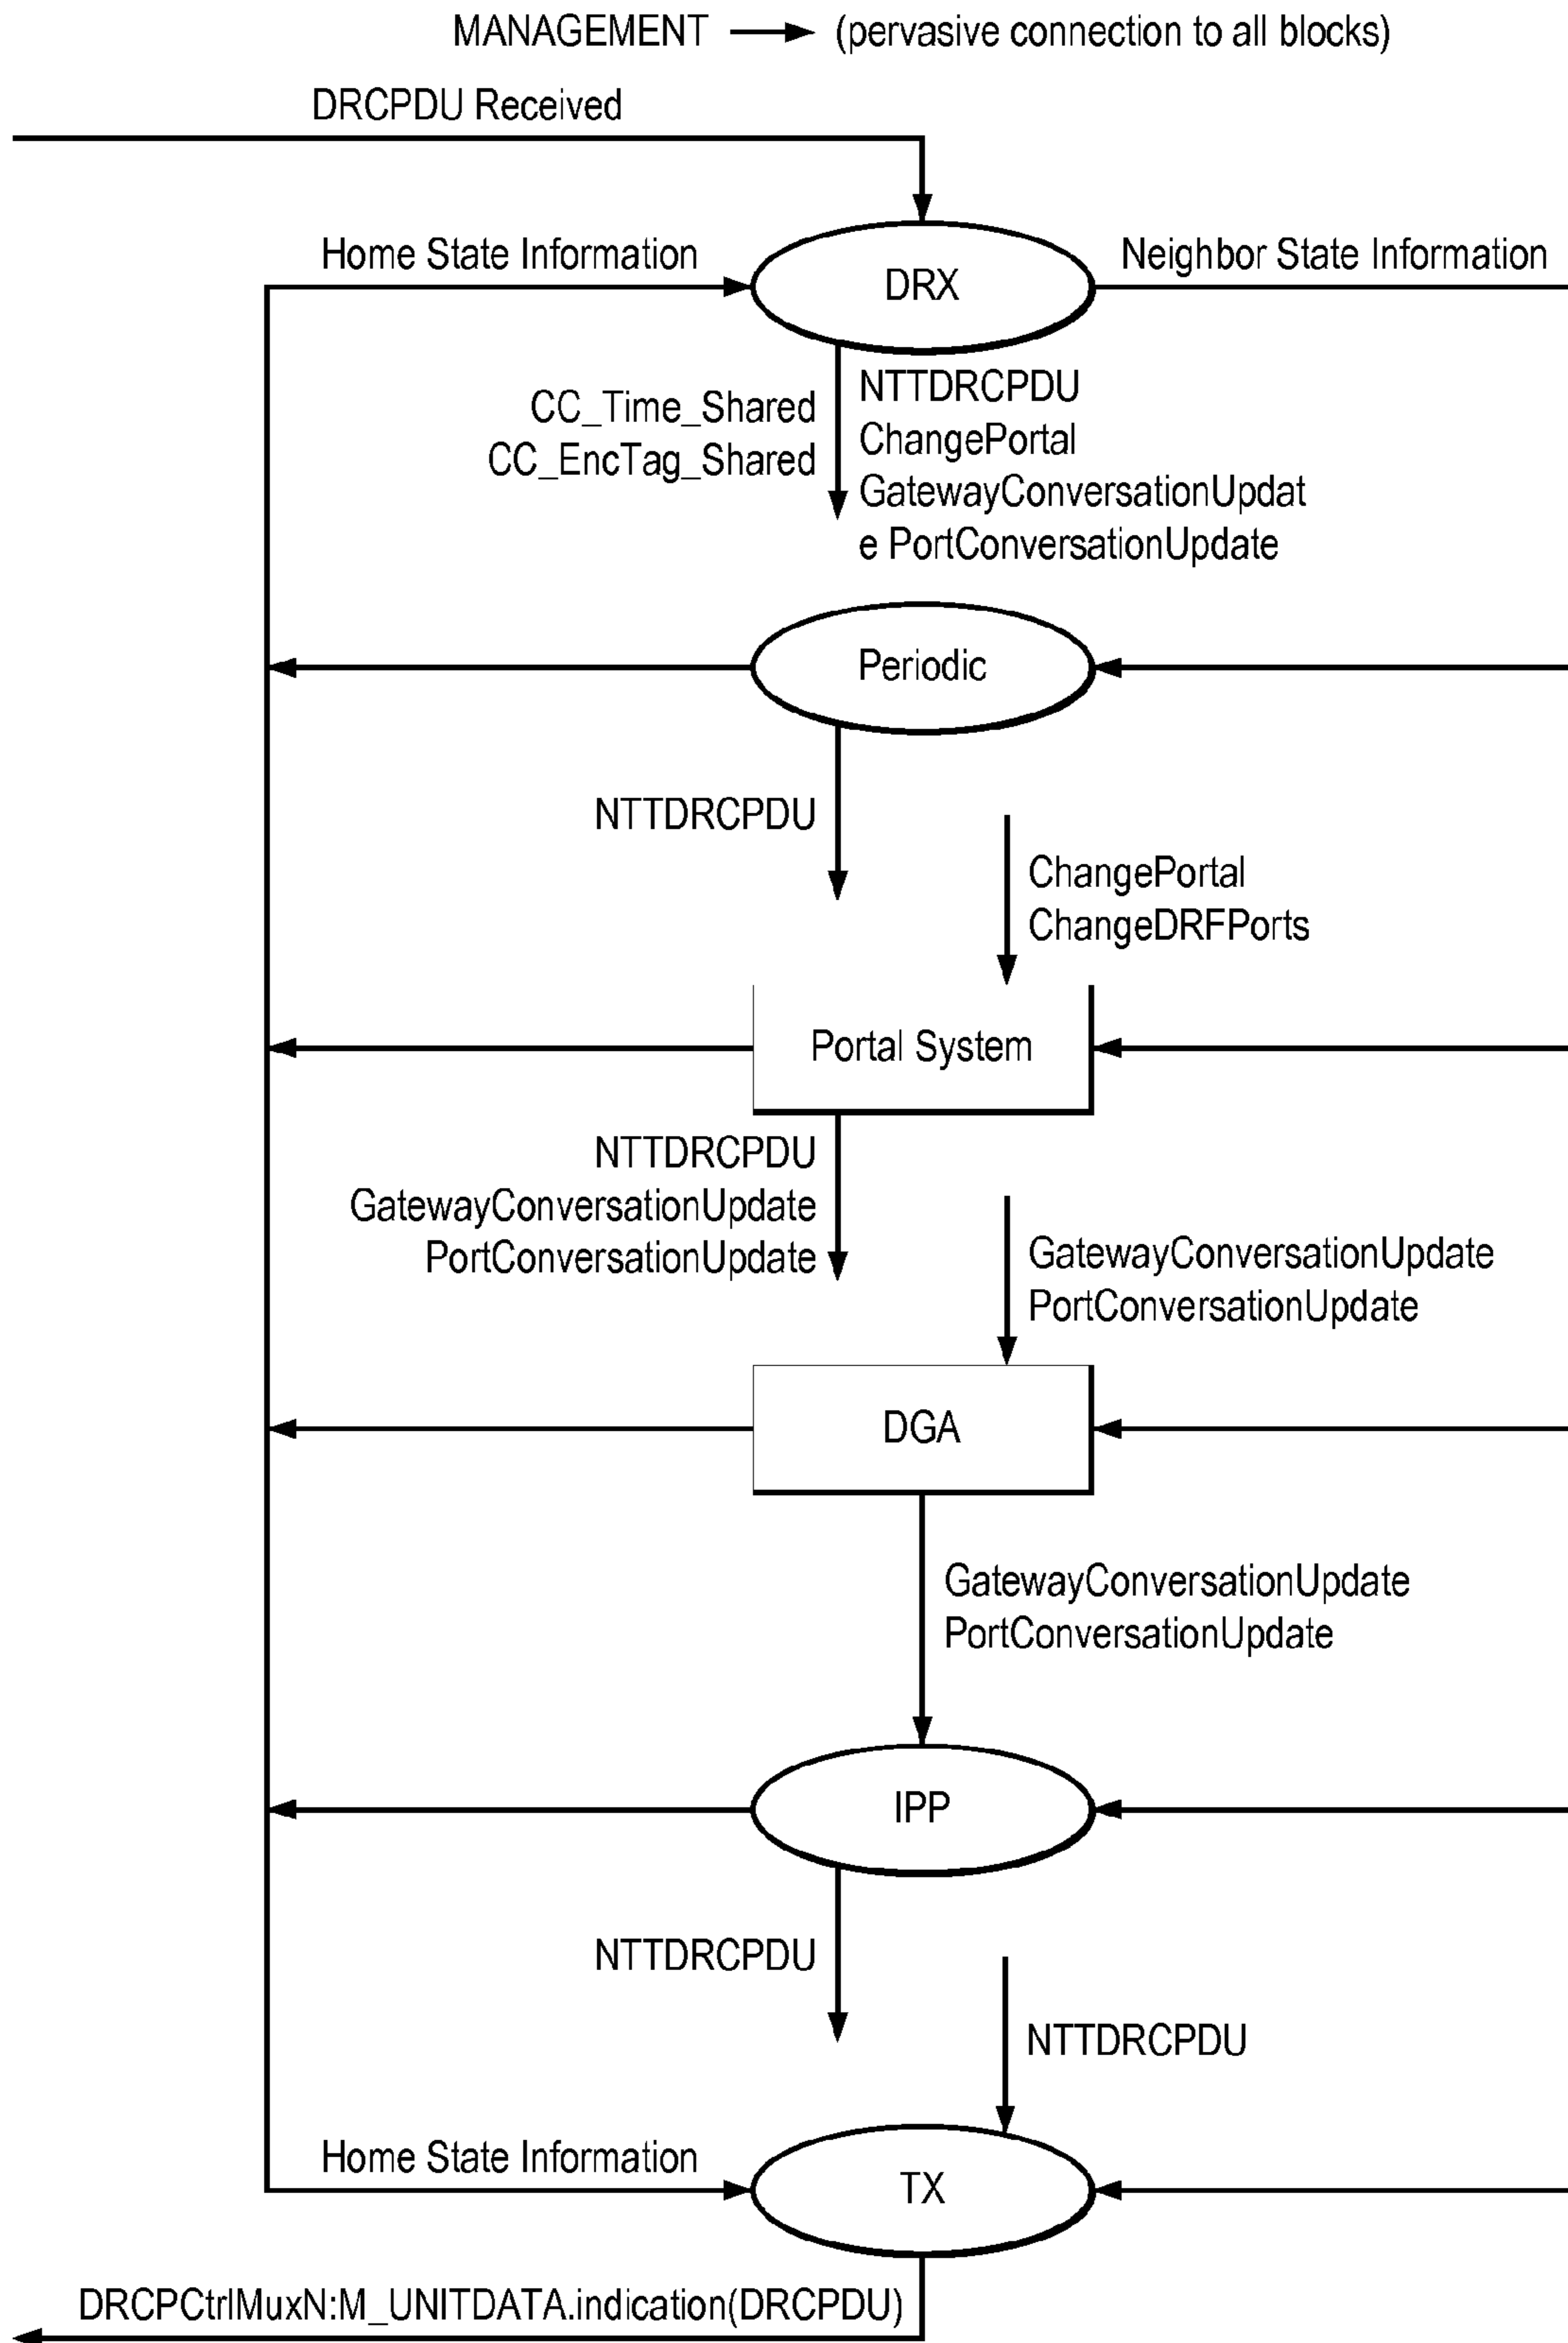 MANAGEMENT (pervasive connection to all blocks)
DRCPDU Received
Home State Information
DRX
Neighbor State Information
CC_Time_Shared
CC_EncTag_Shared
NTTDRCPDU
ChangePortal
GatewayConversationUpdat
e PortConversationUpdate
Periodic
NTTDRCPDU
ChangePortal
ChangeDRFPorts
Portal System
NTTDRCPDU
GatewayConversationUpdate
PortConversationUpdate
GatewayConversationUpdate
PortConversationUpdate
DGA
GatewayConversationUpdate
PortConversationUpdate
IPP
NTTDRCPDU
NTTDRCPDU
Home State Information
TX
DRCPCtrlMuxN:M_UNITDATA.indication(DRCPDU)